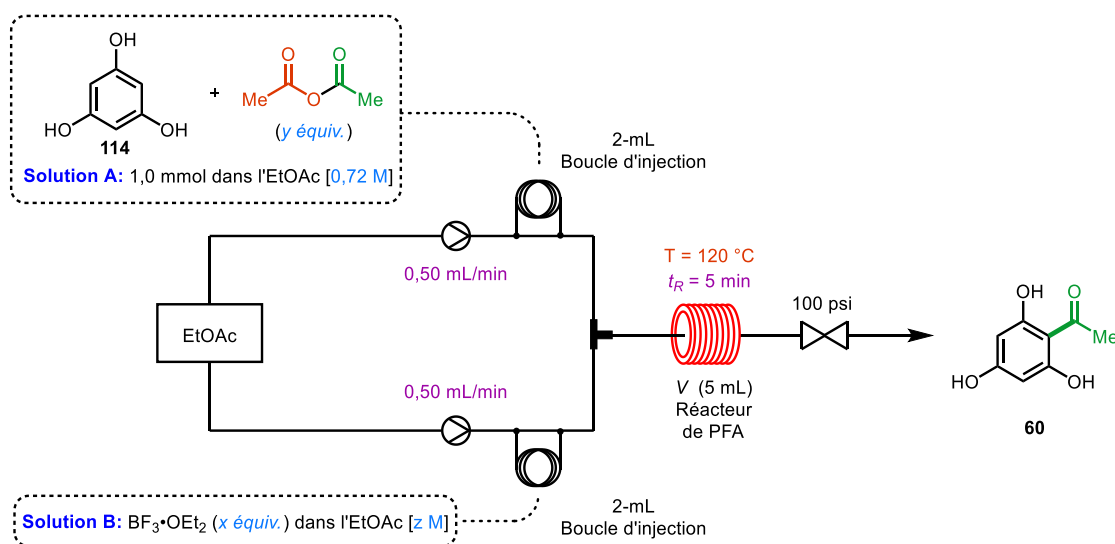 OH
HO
OH
114
+
O
O
Me
O
Me
(y équiv.)
Solution A: 1,0 mmol dans l'EtOAc [0,72 M]
2-mL
Boucle d'injection
0,50 mL/min
EtOAc
0,50 mL/min
T = 120 °C
tR = 5 min
V (5 mL)
Réacteur
de PFA
100 psi
OH
O
Me
HO
OH
60
Solution B: BF3•OEt2 (x équiv.) dans l'EtOAc [z M]
2-mL
Boucle d'injection